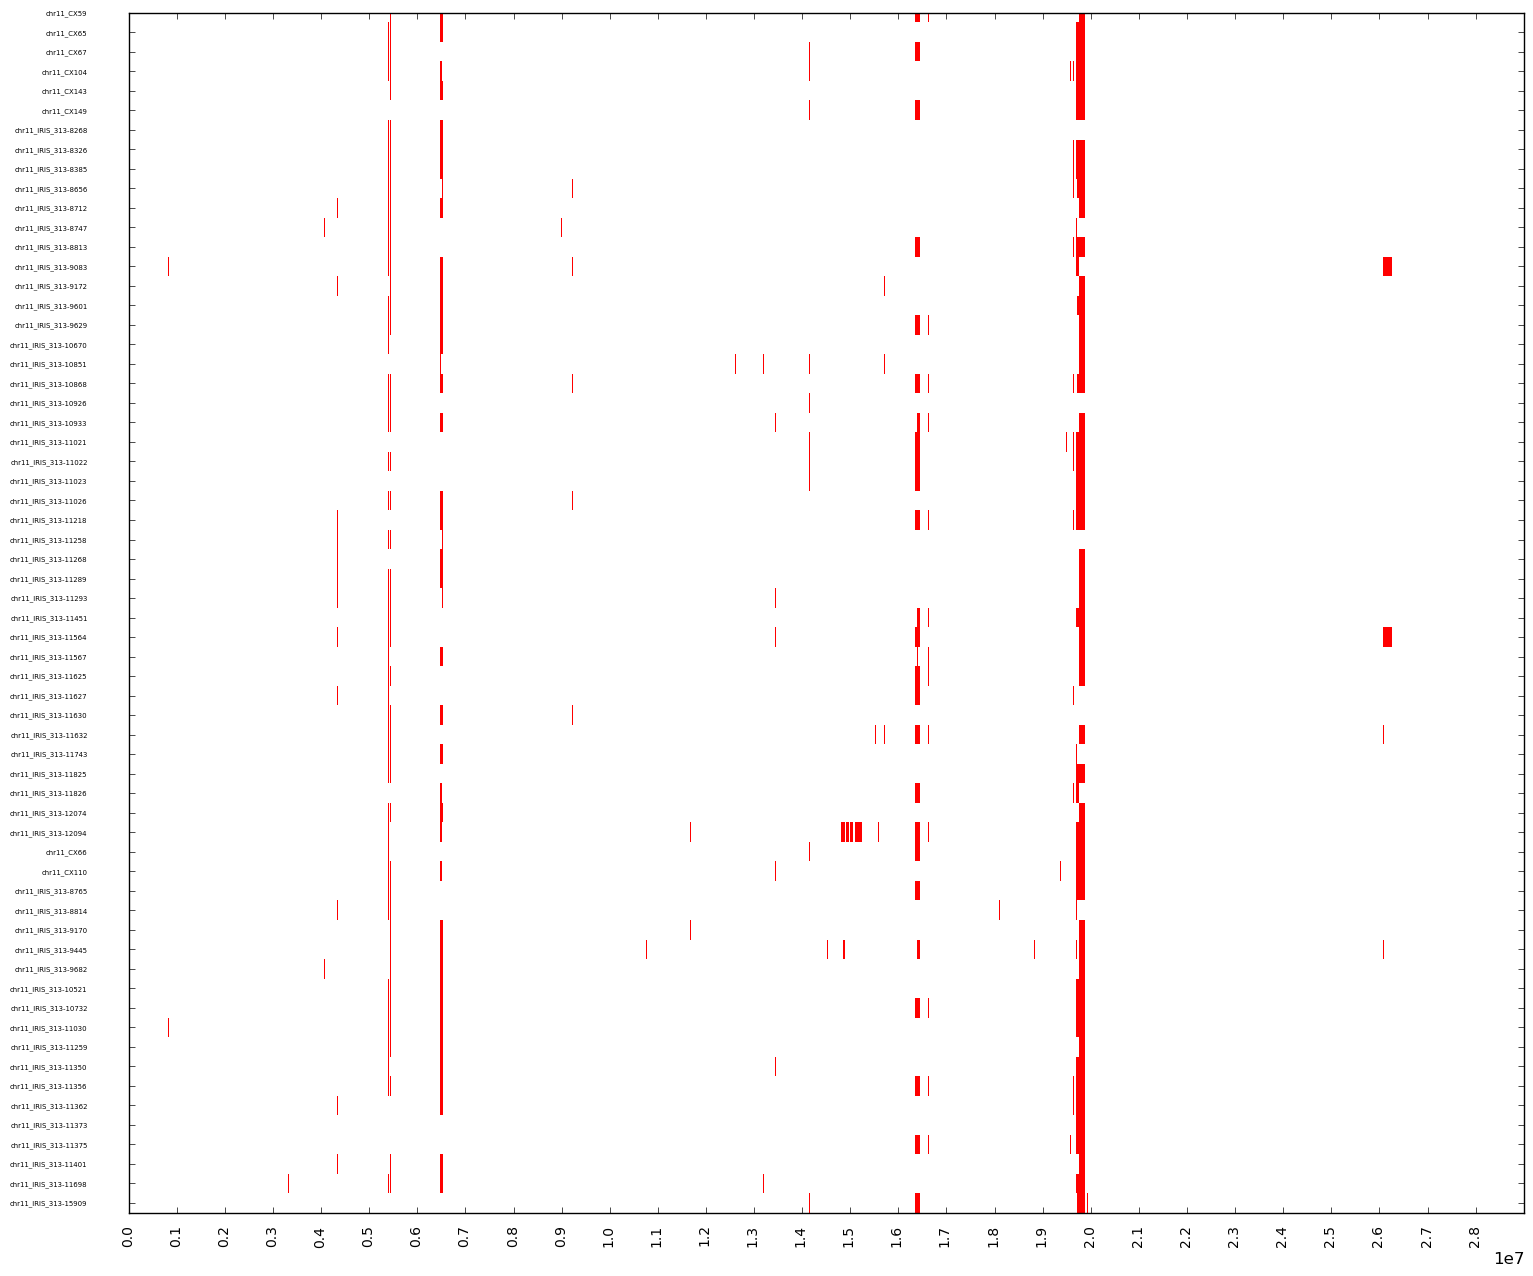 chr11_CX59
chr11_CX65
chr11_CX67
chr11_CX104
chr11_CX143
chr11_CX149
chr11_IRIS_313-8268
chr11_IRIS_313-8326
chr11_IRIS_313-8385
chr11_IRIS_313-8656
chr11_IRIS_313-8712
chr11_IRIS_313-8747
chr11_IRIS_313-8813
chr11_IRIS_313-9083
chr11_IRIS_313-9172
chr11_IRIS_313-9601
chr11_IRIS_313-9629
chr11_IRIS_313-10670
chr11_IRIS_313-10851
chr11_IRIS_313-10868
chr11_IRIS_313-10926
chr11_IRIS_313-10933
chr11_IRIS_313-11021
chr11_IRIS_313-11022
chr11_IRIS_313-11023
chr11_IRIS_313-11026
chr11_IRIS_313-11218
chr11_IRIS_313-11258
chr11_IRIS_313-11268
chr11_IRIS_313-11289
chr11_IRIS_313-11293
chr11_IRIS_313-11451
chr11_IRIS_313-11564
chr11_IRIS_313-11567
chr11_IRIS_313-11625
chr11_IRIS_313-11627
chr11_IRIS_313-11630
chr11_IRIS_313-11632
chr11_IRIS_313-11743
chr11_IRIS_313-11825
chr11_IRIS_313-11826
chr11_IRIS_313-12074
chr11_IRIS_313-12094
chr11_CX66
chr11_CX110
chr11_IRIS_313-8765
chr11_IRIS_313-8814
chr11_IRIS_313-9170
chr11_IRIS_313-9445
chr11_IRIS_313-9682
chr11_IRIS_313-10521
chr11_IRIS_313-10732
chr11_IRIS_313-11030
chr11_IRIS_313-11259
chr11_IRIS_313-11350
chr11_IRIS_313-11356
chr11_IRIS_313-11362
chr11_IRIS_313-11373
chr11_IRIS_313-11375
chr11_IRIS_313-11401
chr11_IRIS_313-11698
chr11_IRIS_313-15909
0.0 0.1 0.2 0.3 0.4 0.5 0.6 0.7 0.8 0.9 1.0 1.1 1.2 1.3 1.4 1.5 1.6 1.7 1.8 1.9 2.0 2.1 2.2 2.3 2.4 2.5 2.6 2.7 2.8
1e7